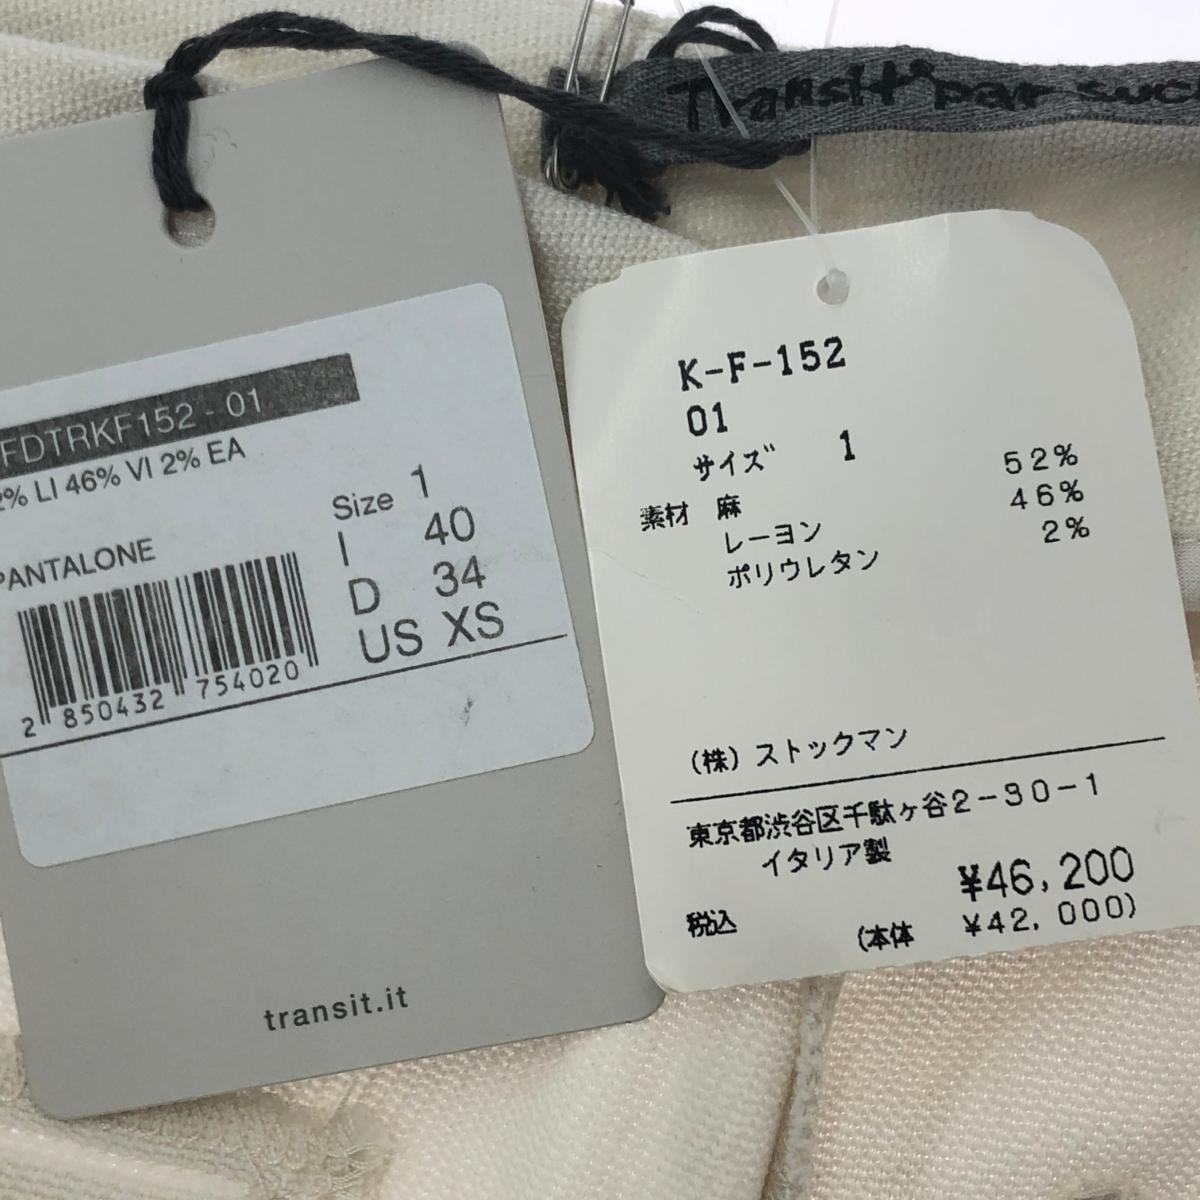 Transit par suc
FDTRKF152 - 01
2% LI 46% VI 2% EA
PANTALONE
Size 1
I 40
D 34
US XS
2 850432 754020
transit.it
K-F-152
01
サイズ 1
素材 麻 52%
レーヨン 46%
ポリウレタン 2%
(株) ストックマン
東京都渋谷区千駄ヶ谷2-30-1
イタリア製
¥46,200
税込 (本体 ¥42,000)